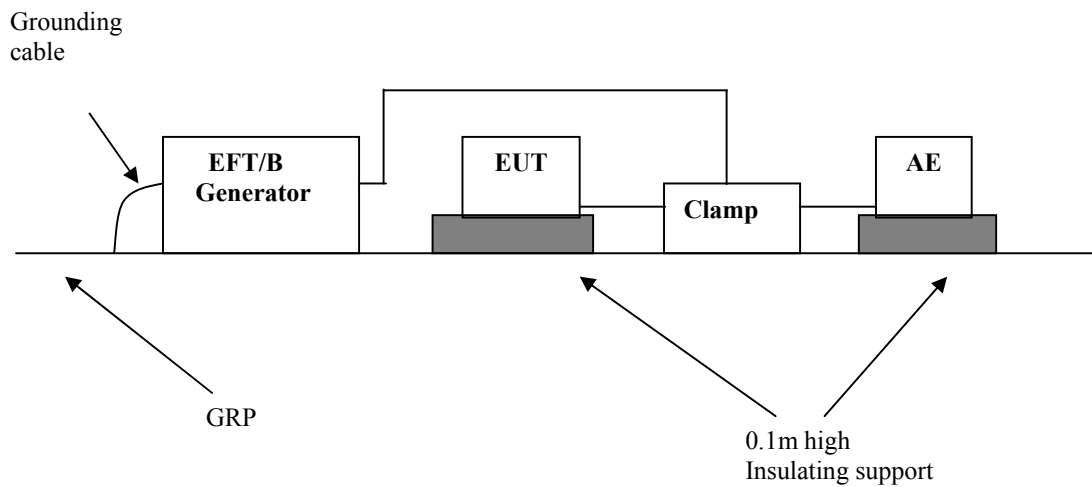 Grounding
cable
EFT/B
Generator
EUT
Clamp
AE
GRP
0.1m high
Insulating support